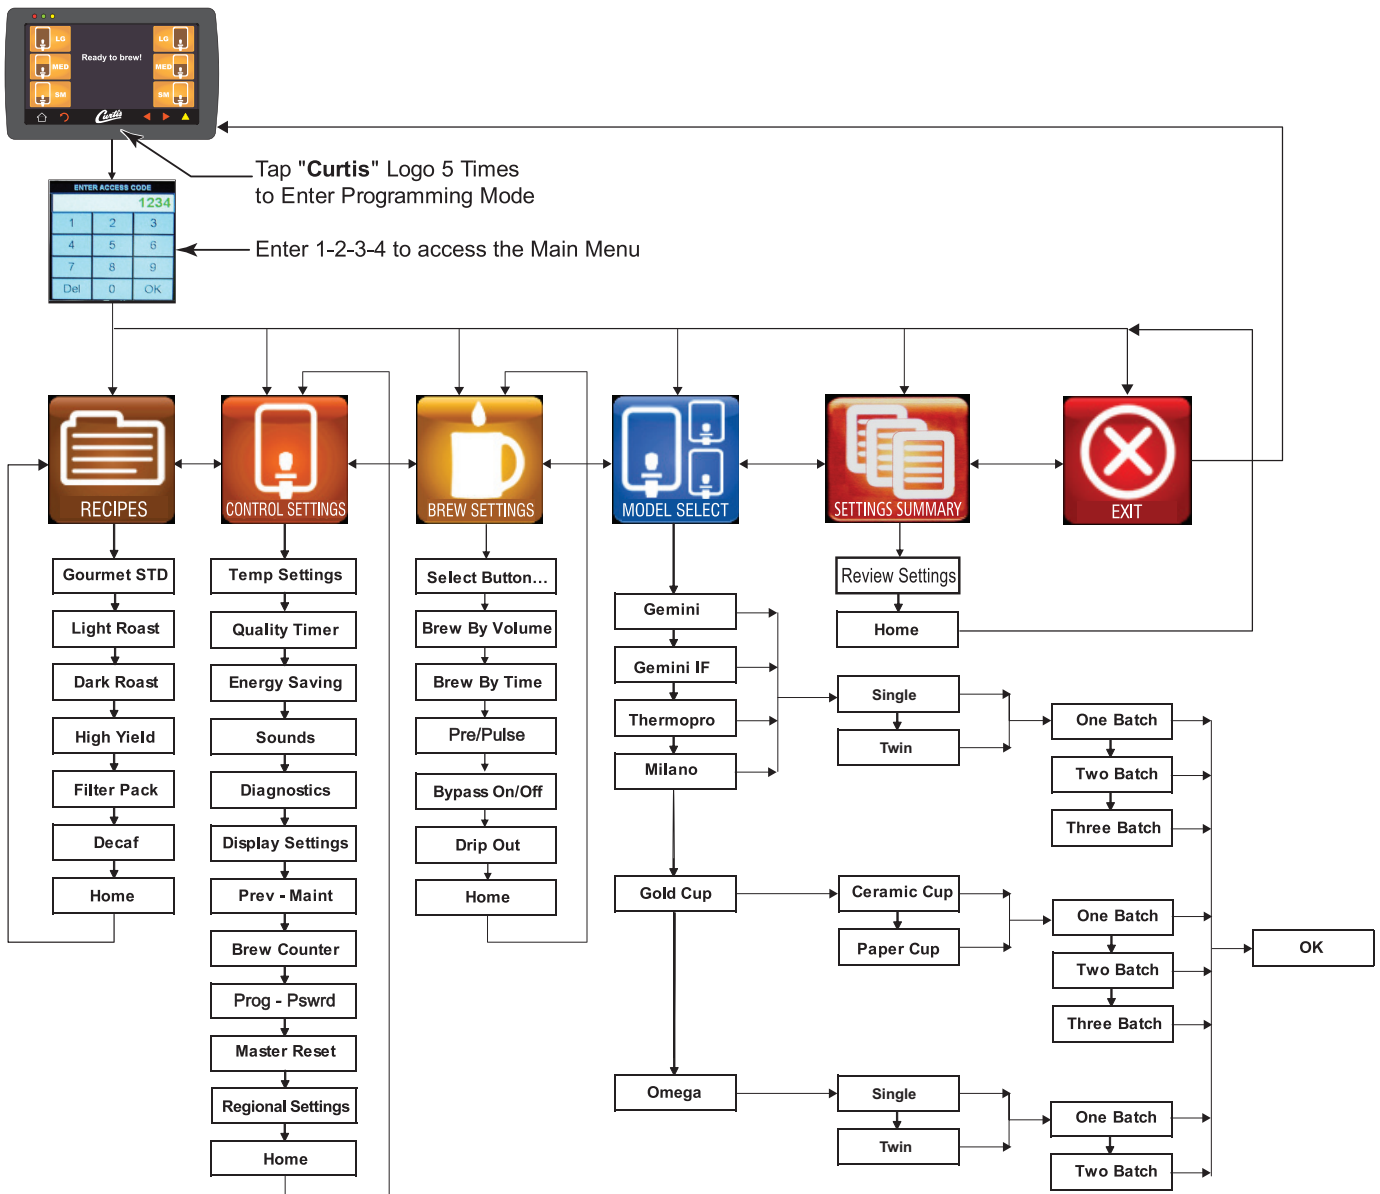 LG
LG
Ready to brew!
MED
MED
SM
SM
Curtis
Tap "Curtis" Logo 5 Times
to Enter Programming Mode
ENTER ACCESS CODE
1234
1 2 3
4 5 6
7 8 9
Del 0 OK
Enter 1-2-3-4 to access the Main Menu
RECIPES
CONTROL SETTINGS
BREW SETTINGS
MODEL SELECT
SETTINGS SUMMARY
EXIT
Gourmet STD
Light Roast
Dark Roast
High Yield
Filter Pack
Decaf
Home
Temp Settings
Quality Timer
Energy Saving
Sounds
Diagnostics
Display Settings
Prev - Maint
Brew Counter
Prog - Pswrd
Master Reset
Regional Settings
Home
Select Button...
Brew By Volume
Brew By Time
Pre/Pulse
Bypass On/Off
Drip Out
Home
Gemini
Gemini IF
Thermopro
Milano
Gold Cup
Omega
Review Settings
Home
Single
Twin
One Batch
Two Batch
Three Batch
Ceramic Cup
Paper Cup
One Batch
Two Batch
Three Batch
Single
Twin
One Batch
Two Batch
OK